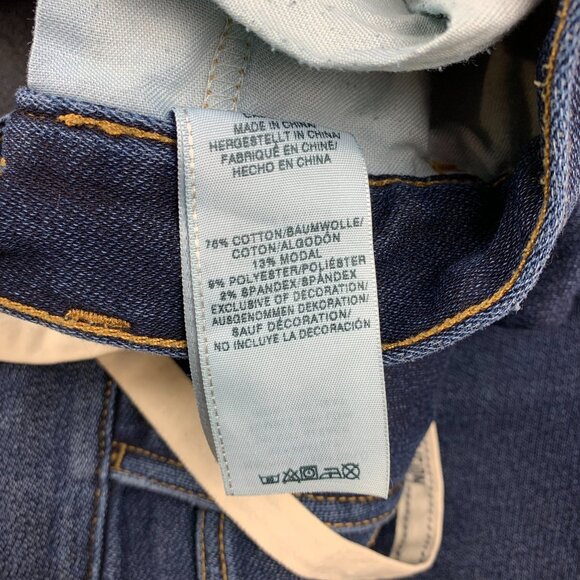 MADE IN CHINA/
HERGESTELLT IN CHINA/
FABRIQUÉ EN CHINE/
HECHO EN CHINA
76% COTTON/BAUMWOLLE/
COTON/ALGODÓN
13% MODAL
9% POLYESTER/POLIÉSTER
2% SPANDEX/SPÁNDEX
EXCLUSIVE OF DECORATION/
AUSGENOMMEN DEKORATION/
SAUF DÉCORATION/
NO INCLUYE LA DECORACIÓN